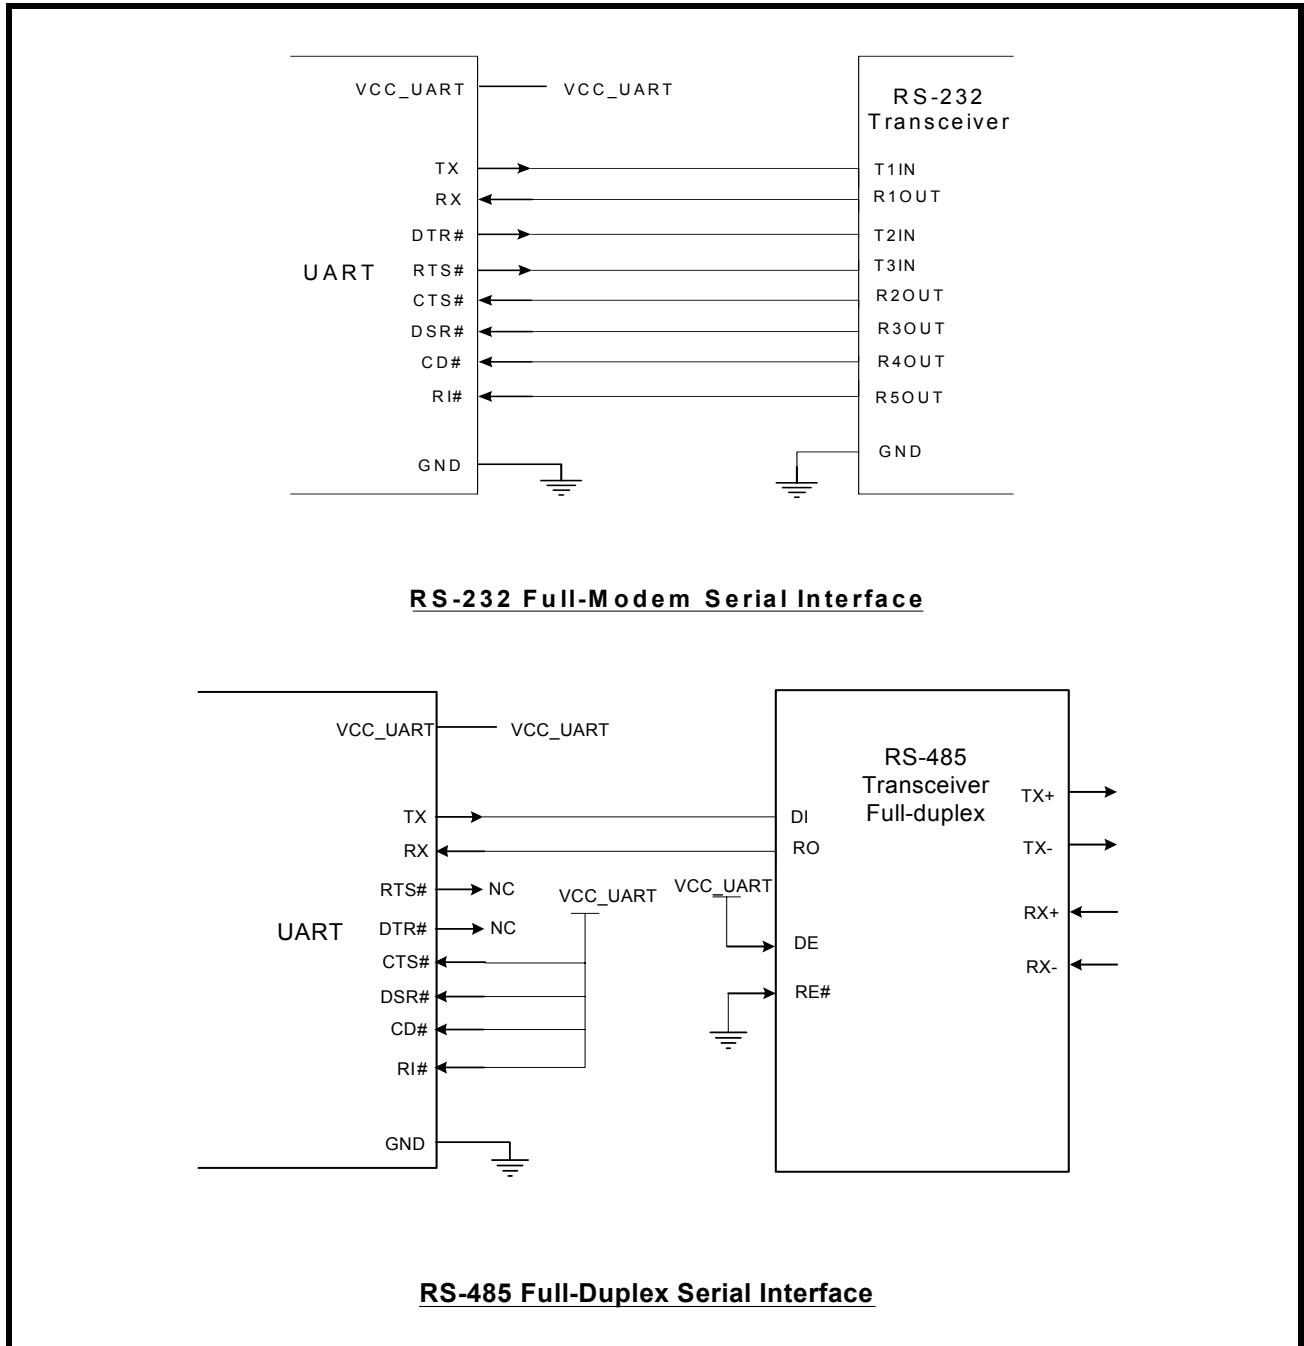 VCC_UART VCC_UART
RS-232
Transceiver
TX T1IN
RX R1OUT
DTR# T2IN
UART
RTS# T3IN
CTS# R2OUT
DSR# R3OUT
CD# R4OUT
RI# R5OUT
GND GND
RS-232 Full-Modem Serial Interface
VCC_UART VCC_UART
RS-485
Transceiver
Full-duplex
TX DI
RX RO
RTS# NC
DTR# NC
UART
CTS#
DSR#
CD#
RI#
GND
VCC_UART
VCC_UART
DE
RE#
TX+
TX-
RX+
RX-
RS-485 Full-Duplex Serial Interface